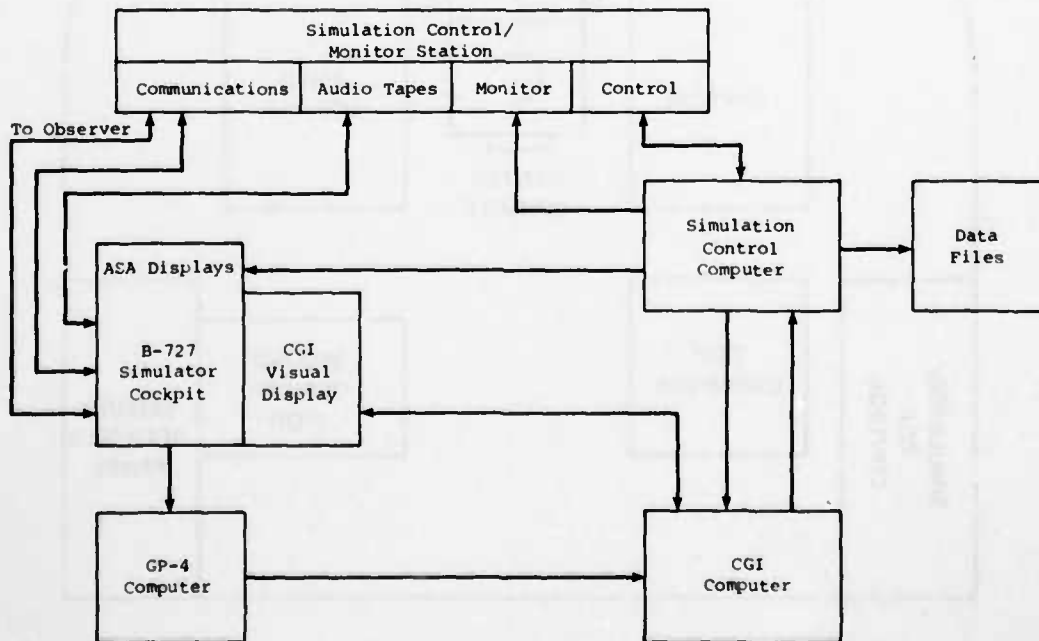 Simulation Control/
Monitor Station
Communications
Audio Tapes
Monitor
Control
To Observer
ASA Displays
B-727
Simulator
Cockpit
CGI
Visual
Display
Simulation
Control
Computer
Data
Files
GP-4
Computer
CGI
Computer